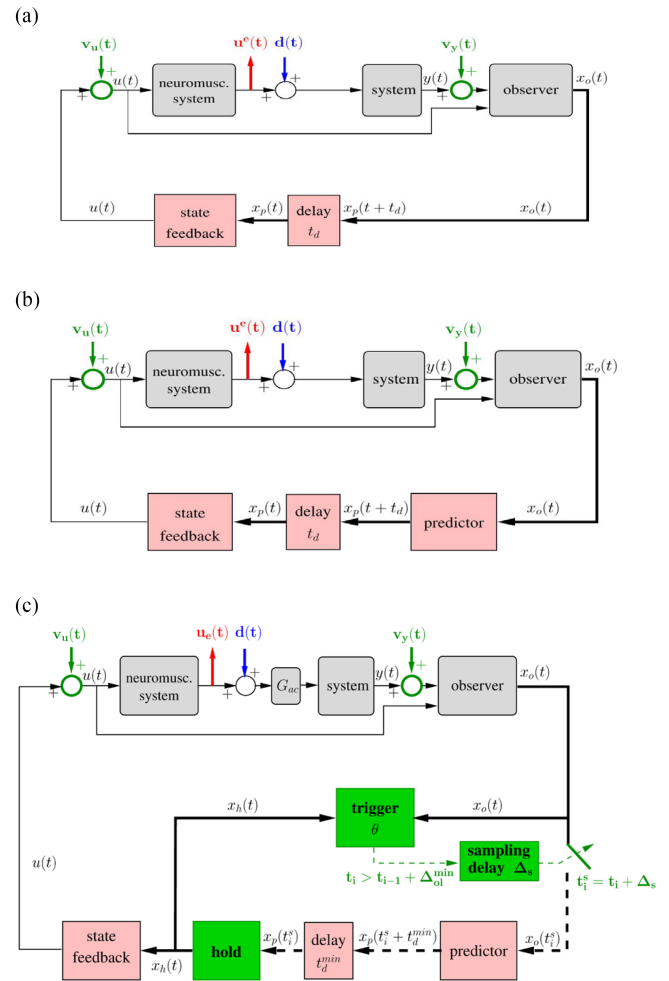 (a)
v_u(t)
u^e(t) d(t)
v_y(t)
+
u(t)
neuromusc.
system
+
+
system
y(t)
+
+
observer
x_o(t)
+
u(t)
state
feedback
x_p(t)
delay
t_d
x_p(t + t_d)
x_o(t)
(b)
v_u(t)
u^e(t) d(t)
v_y(t)
+
u(t)
neuromusc.
system
+
+
system
y(t)
+
+
observer
x_o(t)
+
u(t)
state
feedback
x_p(t)
delay
t_d
x_p(t + t_d)
predictor
x_o(t)
(c)
v_u(t)
u_e(t) d(t)
v_y(t)
+
u(t)
neuromusc.
system
+
+
G_ac
system
y(t)
+
+
observer
x_o(t)
+
x_h(t)
trigger
θ
x_o(t)
u(t)
sampling
delay Δ_s
t_i > t_{i−1} + Δ_ol^min
t_i^s = t_i + Δ_s
state
feedback
x_h(t)
hold
x_p(t_i^s)
delay
t_d^min
x_p(t_i^s + t_d^min)
predictor
x_o(t_i^s)